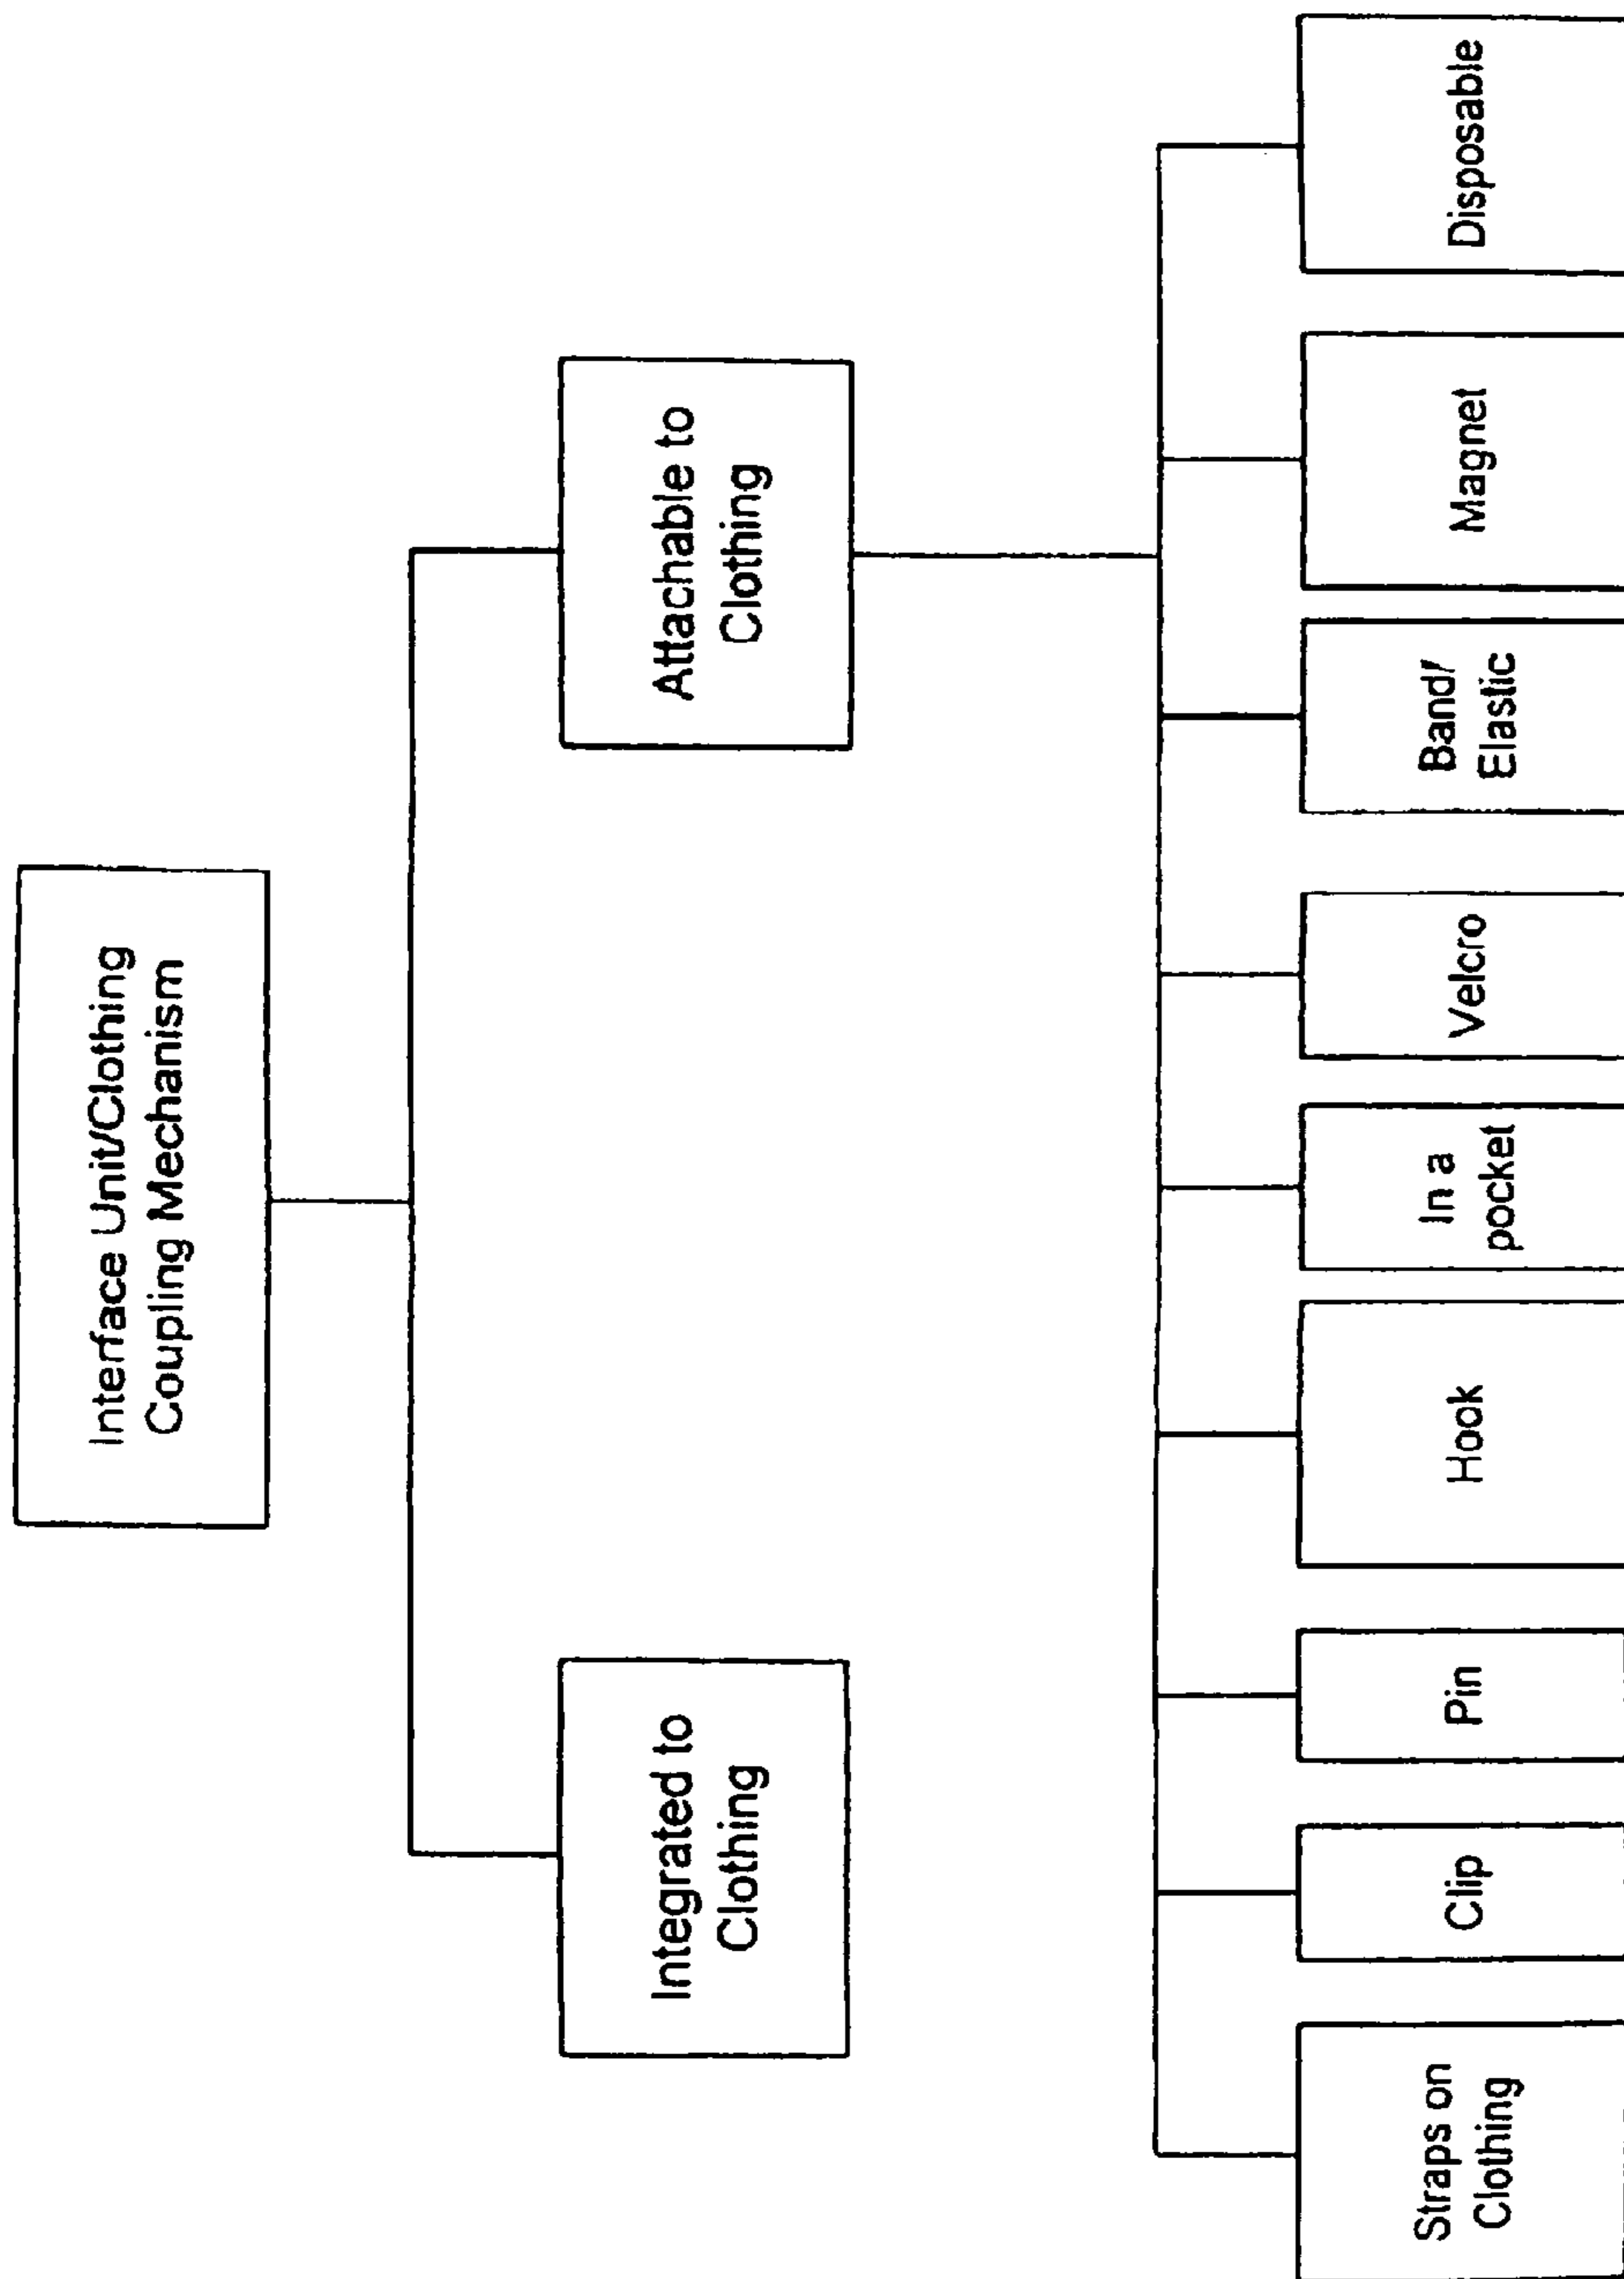 Interface Unit/Clothing
Coupling Mechanism
Integrated to
Clothing
Attachable to
Clothing
Straps on
Clothing
Clip
Pin
Hook
In a
pocket
Velcro
Band/
Elastic
Magnet
Disposable